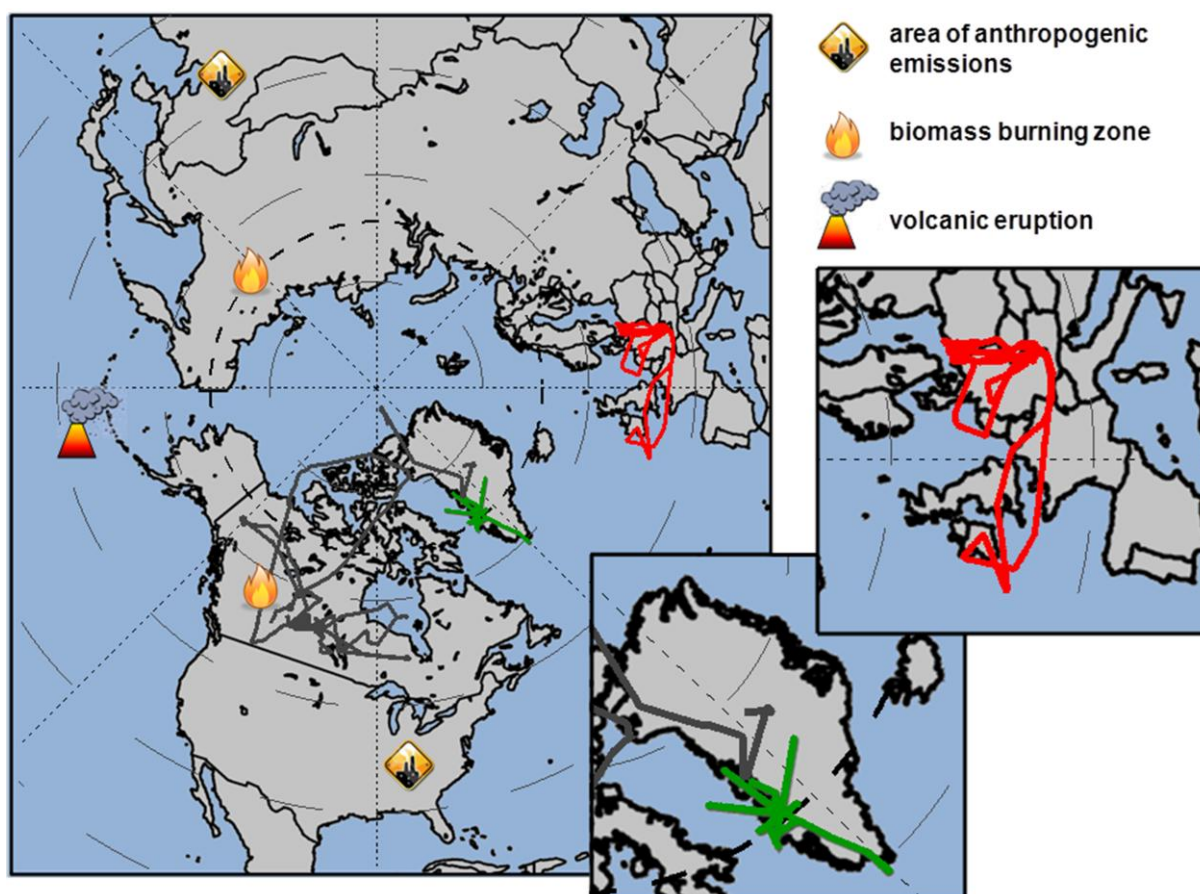 area of anthropogenic
emissions
biomass burning zone
volcanic eruption